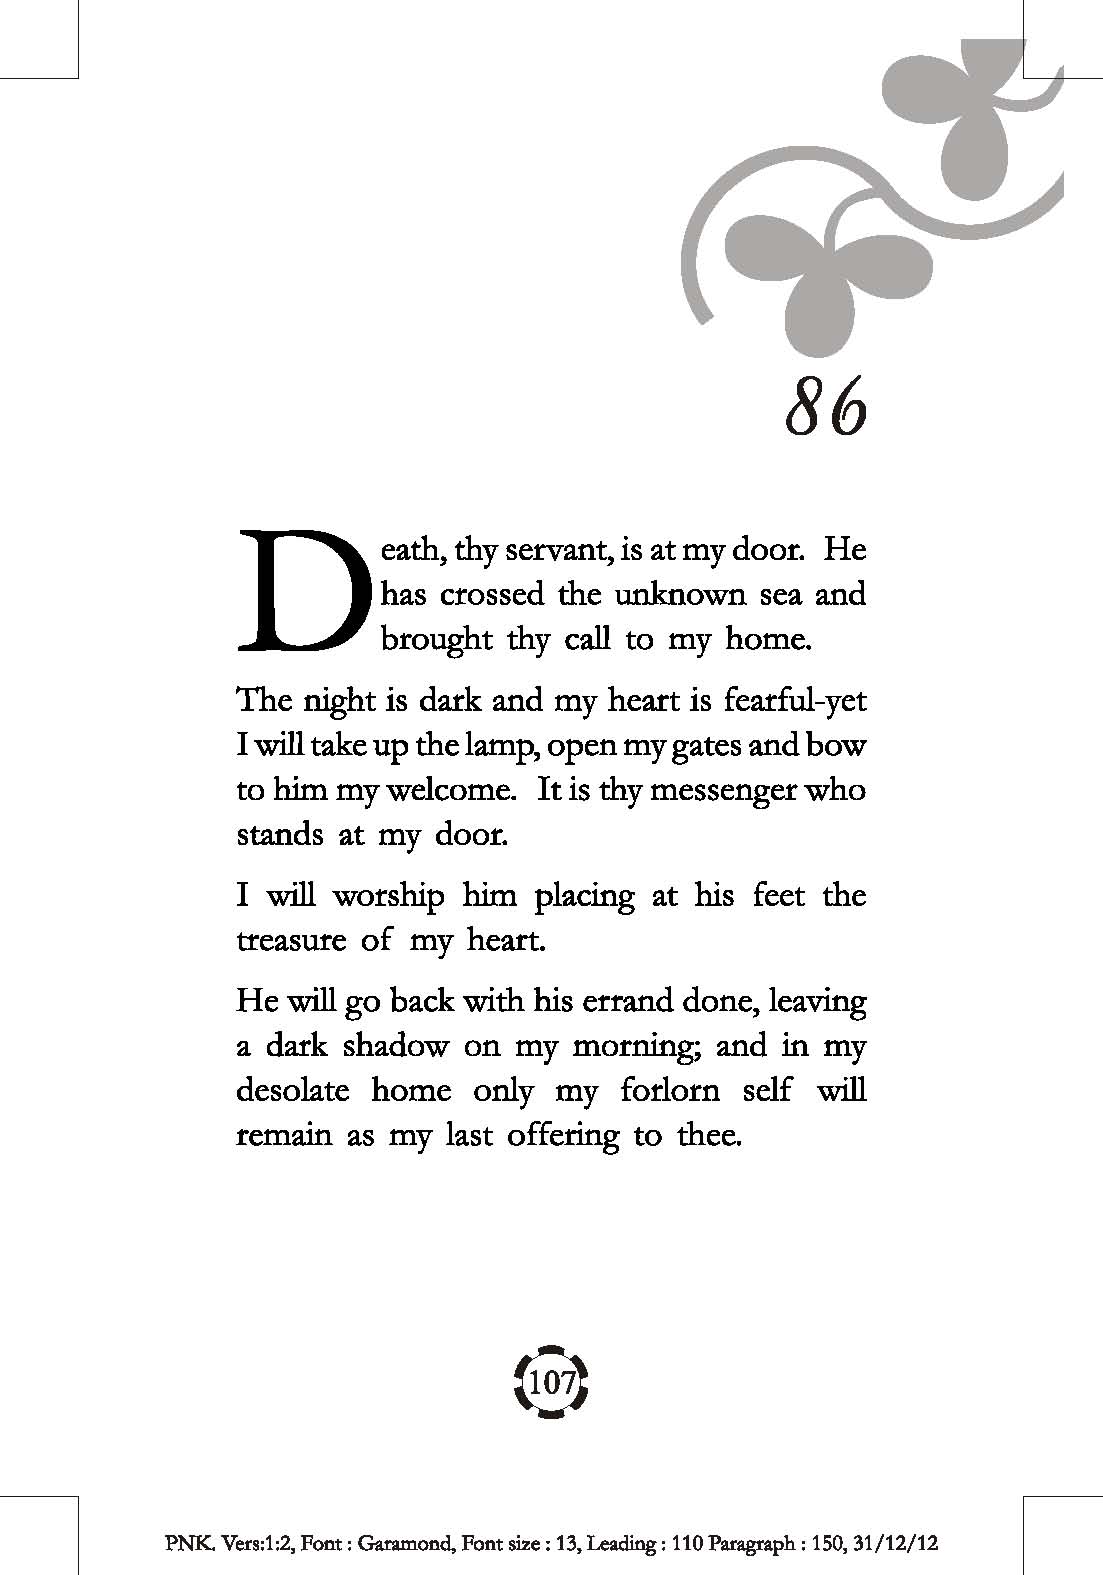 86
Death, thy servant, is at my door. He
has crossed the unknown sea and
brought thy call to my home.
The night is dark and my heart is fearful-yet
I will take up the lamp, open my gates and bow
to him my welcome. It is thy messenger who
stands at my door.
I will worship him placing at his feet the
treasure of my heart.
He will go back with his errand done, leaving
a dark shadow on my morning; and in my
desolate home only my forlorn self will
remain as my last offering to thee.
107
PNK. Vers:1:2, Font : Garamond, Font size : 13, Leading : 110 Paragraph : 150, 31/12/12